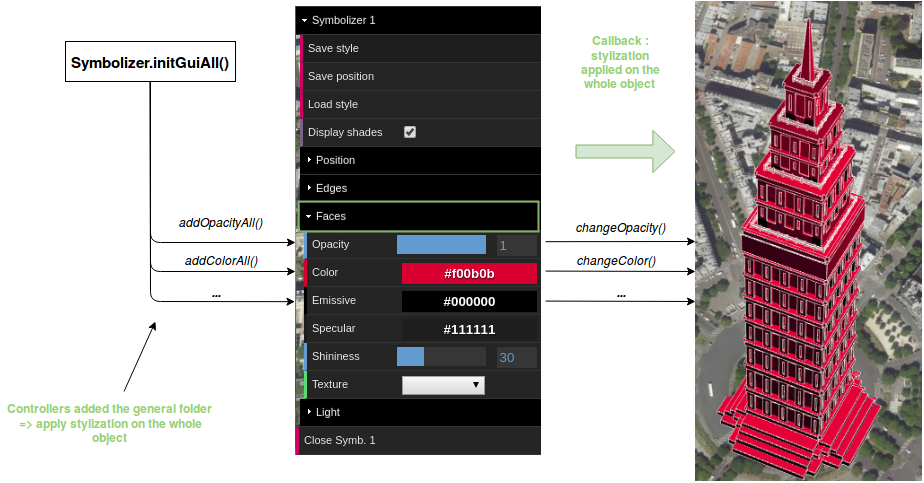 Symbolizer.initGuiAll()
addOpacityAll()
addColorAll()
...
Controllers added the general folder
=> apply stylization on the whole
object
Symbolizer 1
Save style
Save position
Load style
Display shades
Position
Edges
Faces
Opacity 1
Color #f00b0b
Emissive #000000
Specular #111111
Shininess 30
Texture
Light
Close Symb. 1
Callback :
stylization
applied on the
whole object
changeOpacity()
changeColor()
...